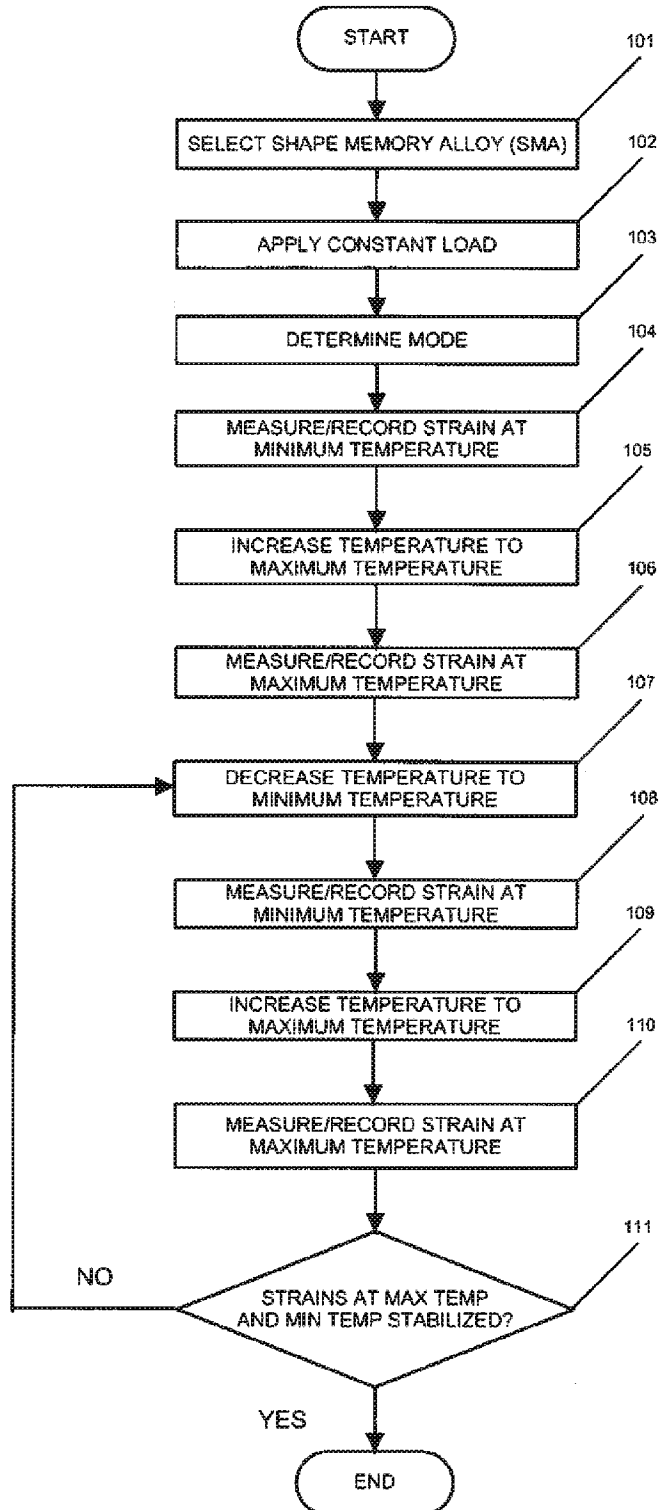 START
101
SELECT SHAPE MEMORY ALLOY (SMA)
102
APPLY CONSTANT LOAD
103
DETERMINE MODE
104
MEASURE/RECORD STRAIN AT
MINIMUM TEMPERATURE
105
INCREASE TEMPERATURE TO
MAXIMUM TEMPERATURE
106
MEASURE/RECORD STRAIN AT
MAXIMUM TEMPERATURE
107
DECREASE TEMPERATURE TO
MINIMUM TEMPERATURE
108
MEASURE/RECORD STRAIN AT
MINIMUM TEMPERATURE
109
INCREASE TEMPERATURE TO
MAXIMUM TEMPERATURE
110
MEASURE/RECORD STRAIN AT
MAXIMUM TEMPERATURE
111
NO
STRAINS AT MAX TEMP
AND MIN TEMP STABILIZED?
YES
END